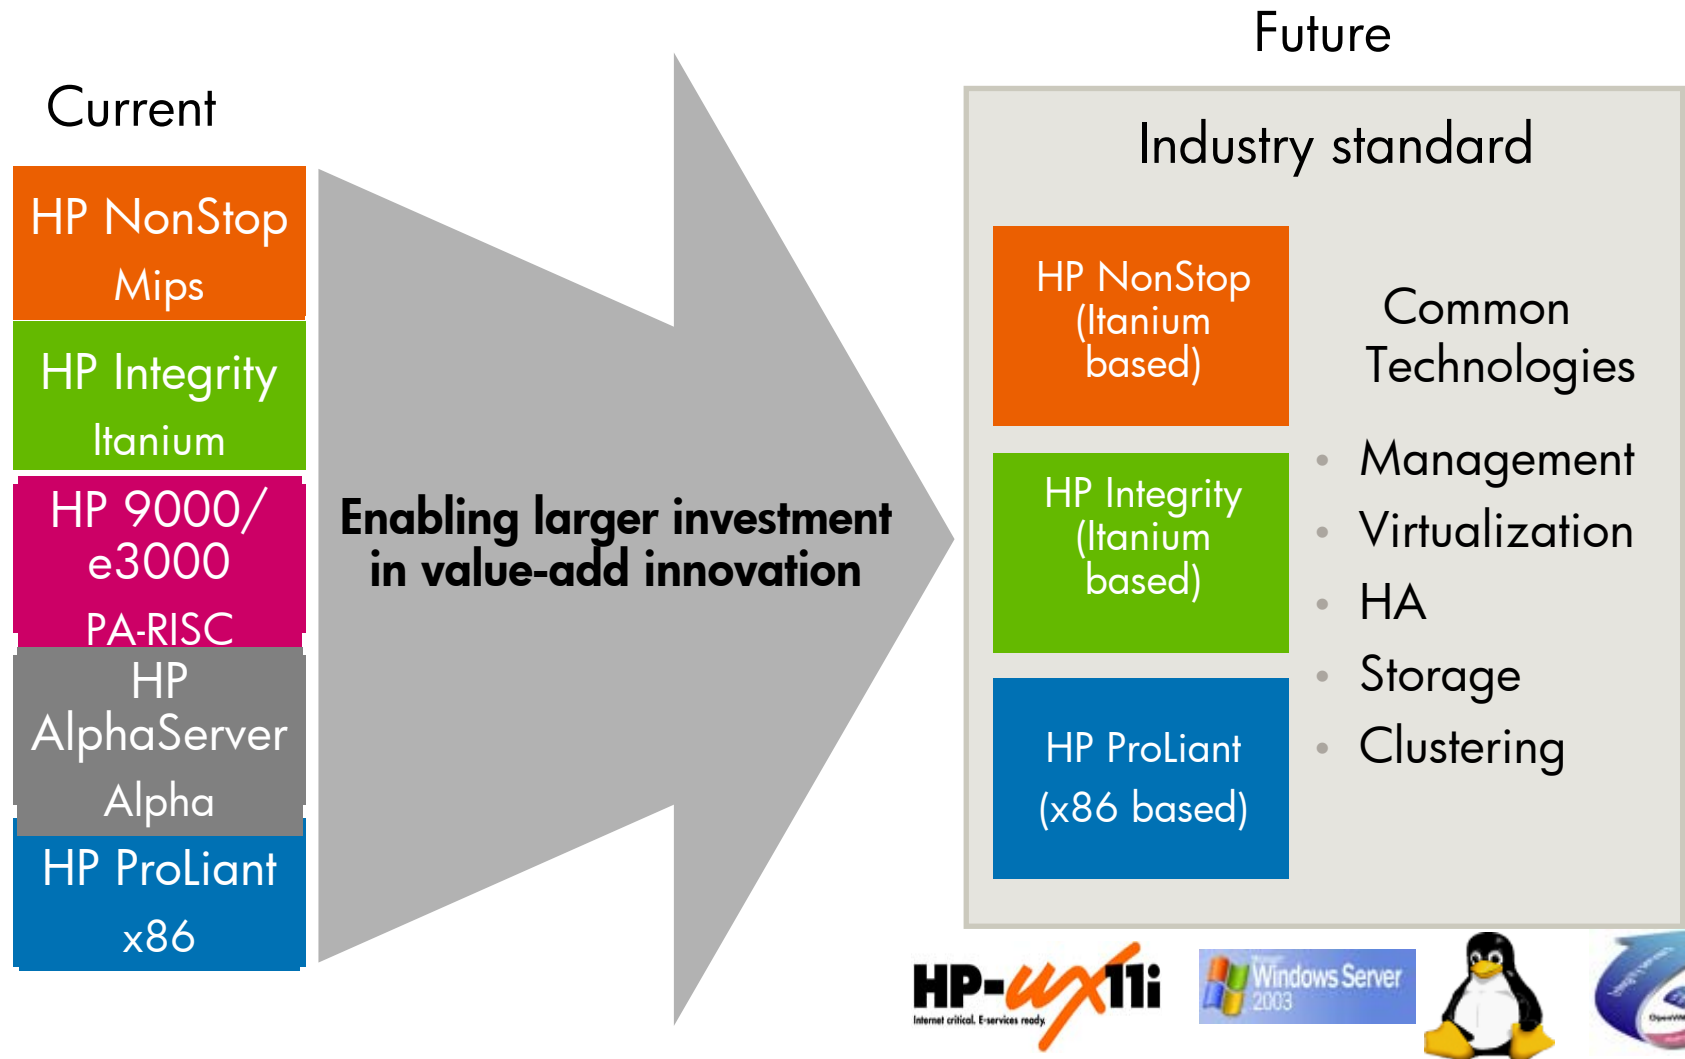 Future
Current
Industry standard
HP NonStop
Mips
HP Integrity
Itanium
HP 9000/
e3000
PA-RISC
HP
AlphaServer
Alpha
HP ProLiant
x86
Enabling larger investment
in value-add innovation
HP NonStop
(Itanium
based)
HP Integrity
(Itanium
based)
HP ProLiant
(x86 based)
Common
Technologies
• Management
• Virtualization
• HA
• Storage
• Clustering
HP-UX 11i
Internet critical. E-services ready.
Windows Server
2003